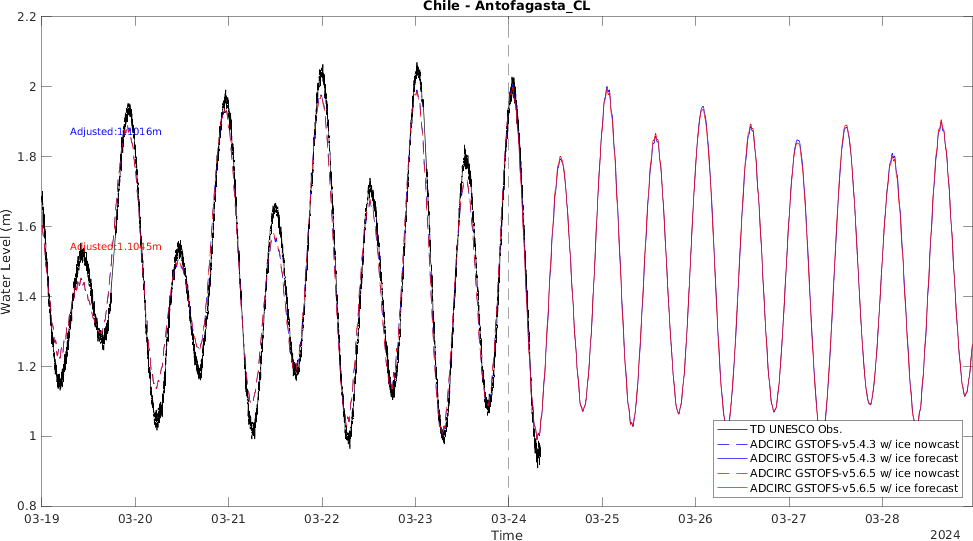 Chile - Antofagasta_CL
2.2
2
1.8
1.6
1.4
1.2
1
0.8
Water Level (m)
Adjusted:1.1016m
Adjusted:1.1045m
TD UNESCO Obs.
ADCIRC GSTOFS-v5.4.3 w/ ice nowcast
ADCIRC GSTOFS-v5.4.3 w/ ice forecast
ADCIRC GSTOFS-v5.6.5 w/ ice nowcast
ADCIRC GSTOFS-v5.6.5 w/ ice forecast
03-19 03-20 03-21 03-22 03-23 03-24 03-25 03-26 03-27 03-28
Time
2024